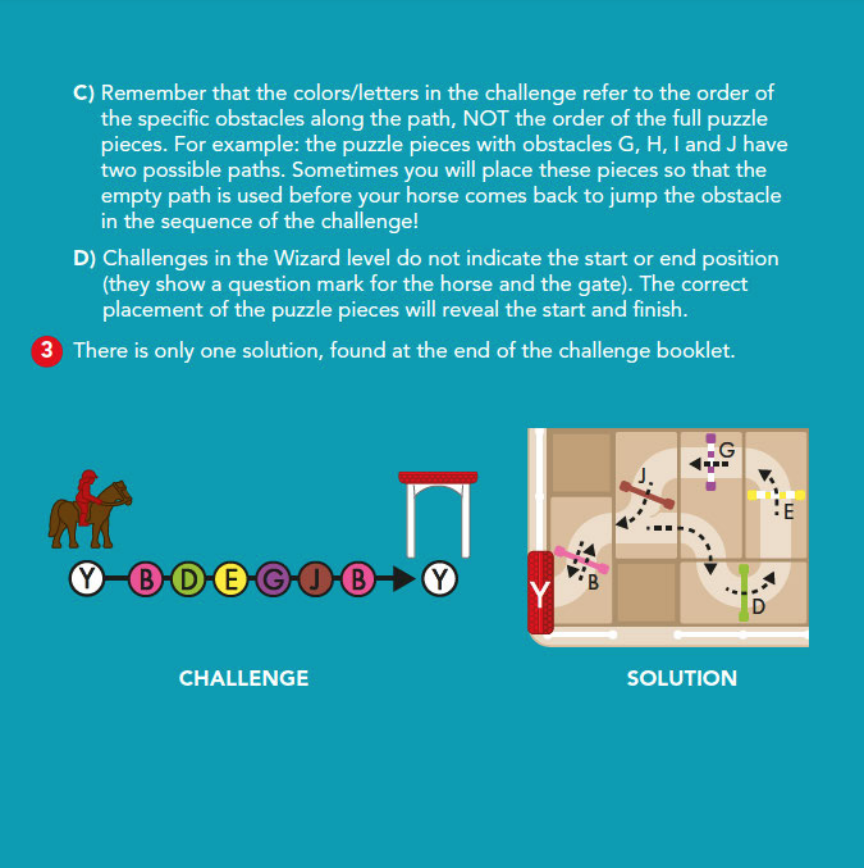 C) Remember that the colors/letters in the challenge refer to the order of
the specific obstacles along the path, NOT the order of the full puzzle
pieces. For example: the puzzle pieces with obstacles G, H, I and J have
two possible paths. Sometimes you will place these pieces so that the
empty path is used before your horse comes back to jump the obstacle
in the sequence of the challenge!
D) Challenges in the Wizard level do not indicate the start or end position
(they show a question mark for the horse and the gate). The correct
placement of the puzzle pieces will reveal the start and finish.
3 There is only one solution, found at the end of the challenge booklet.
Y B D E G J B Y
CHALLENGE
G
J
E
B
Y
D
SOLUTION